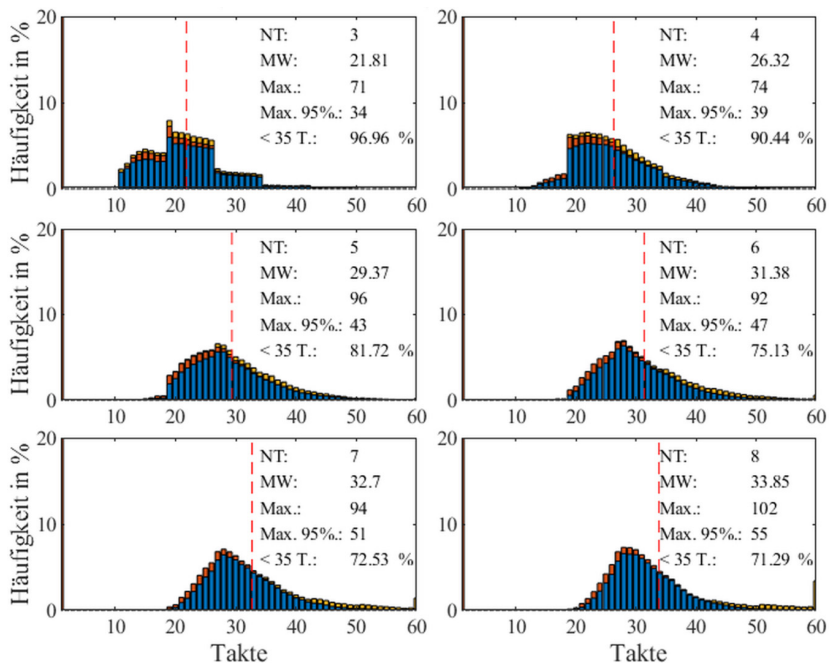 Häufigkeit in %
20
10
0
NT: 3
MW: 21.81
Max.: 71
Max. 95%.: 34
< 35 T.: 96.96 %
10 20 30 40 50 60
20
10
0
NT: 4
MW: 26.32
Max.: 74
Max. 95%.: 39
< 35 T.: 90.44 %
10 20 30 40 50 60
Häufigkeit in %
20
10
0
NT: 5
MW: 29.37
Max.: 96
Max. 95%.: 43
< 35 T.: 81.72 %
10 20 30 40 50 60
20
10
0
NT: 6
MW: 31.38
Max.: 92
Max. 95%.: 47
< 35 T.: 75.13 %
10 20 30 40 50 60
Häufigkeit in %
20
10
0
NT: 7
MW: 32.7
Max.: 94
Max. 95%.: 51
< 35 T.: 72.53 %
10 20 30 40 50 60
Takte
20
10
0
NT: 8
MW: 33.85
Max.: 102
Max. 95%.: 55
< 35 T.: 71.29 %
10 20 30 40 50 60
Takte